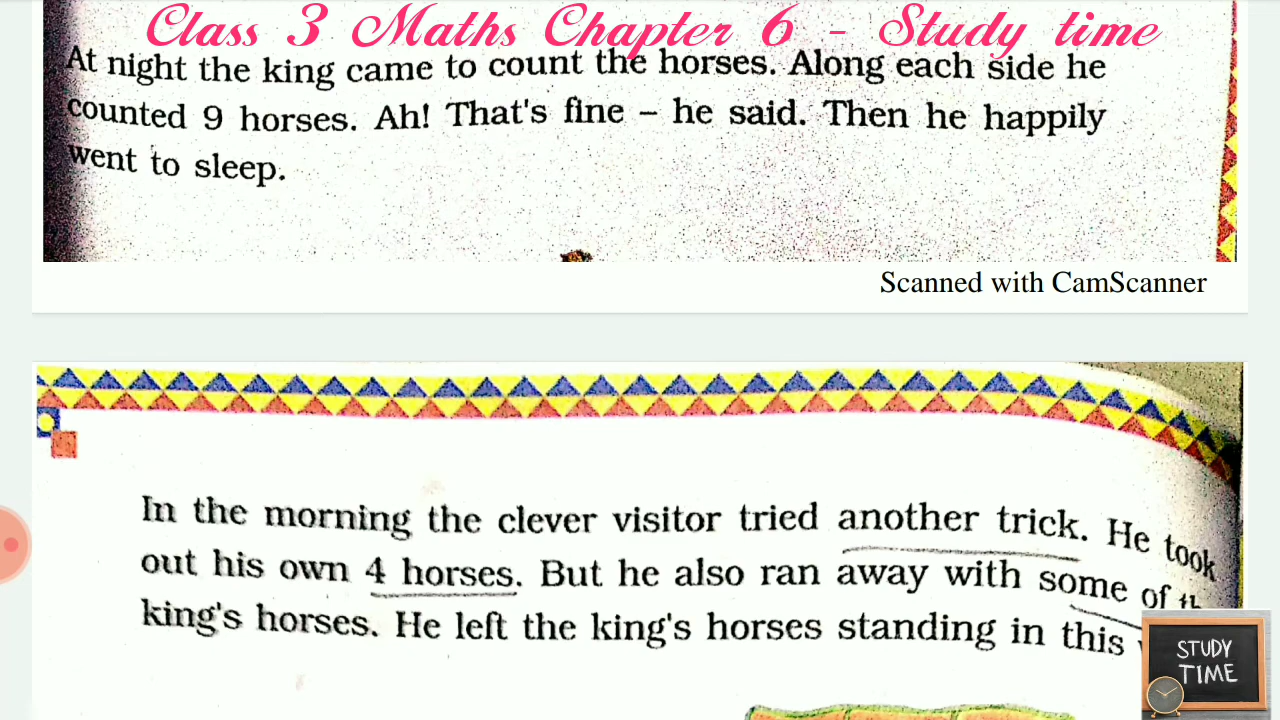 Class 3 Maths Chapter 6 - Study time
At night the king came to count the horses. Along each side he
counted 9 horses. Ah! That's fine – he said. Then he happily
went to sleep.
Scanned with CamScanner
In the morning the clever visitor tried another trick. He took
out his own 4 horses. But he also ran away with some of
king's horses. He left the king's horses standing in this
STUDY
TIME